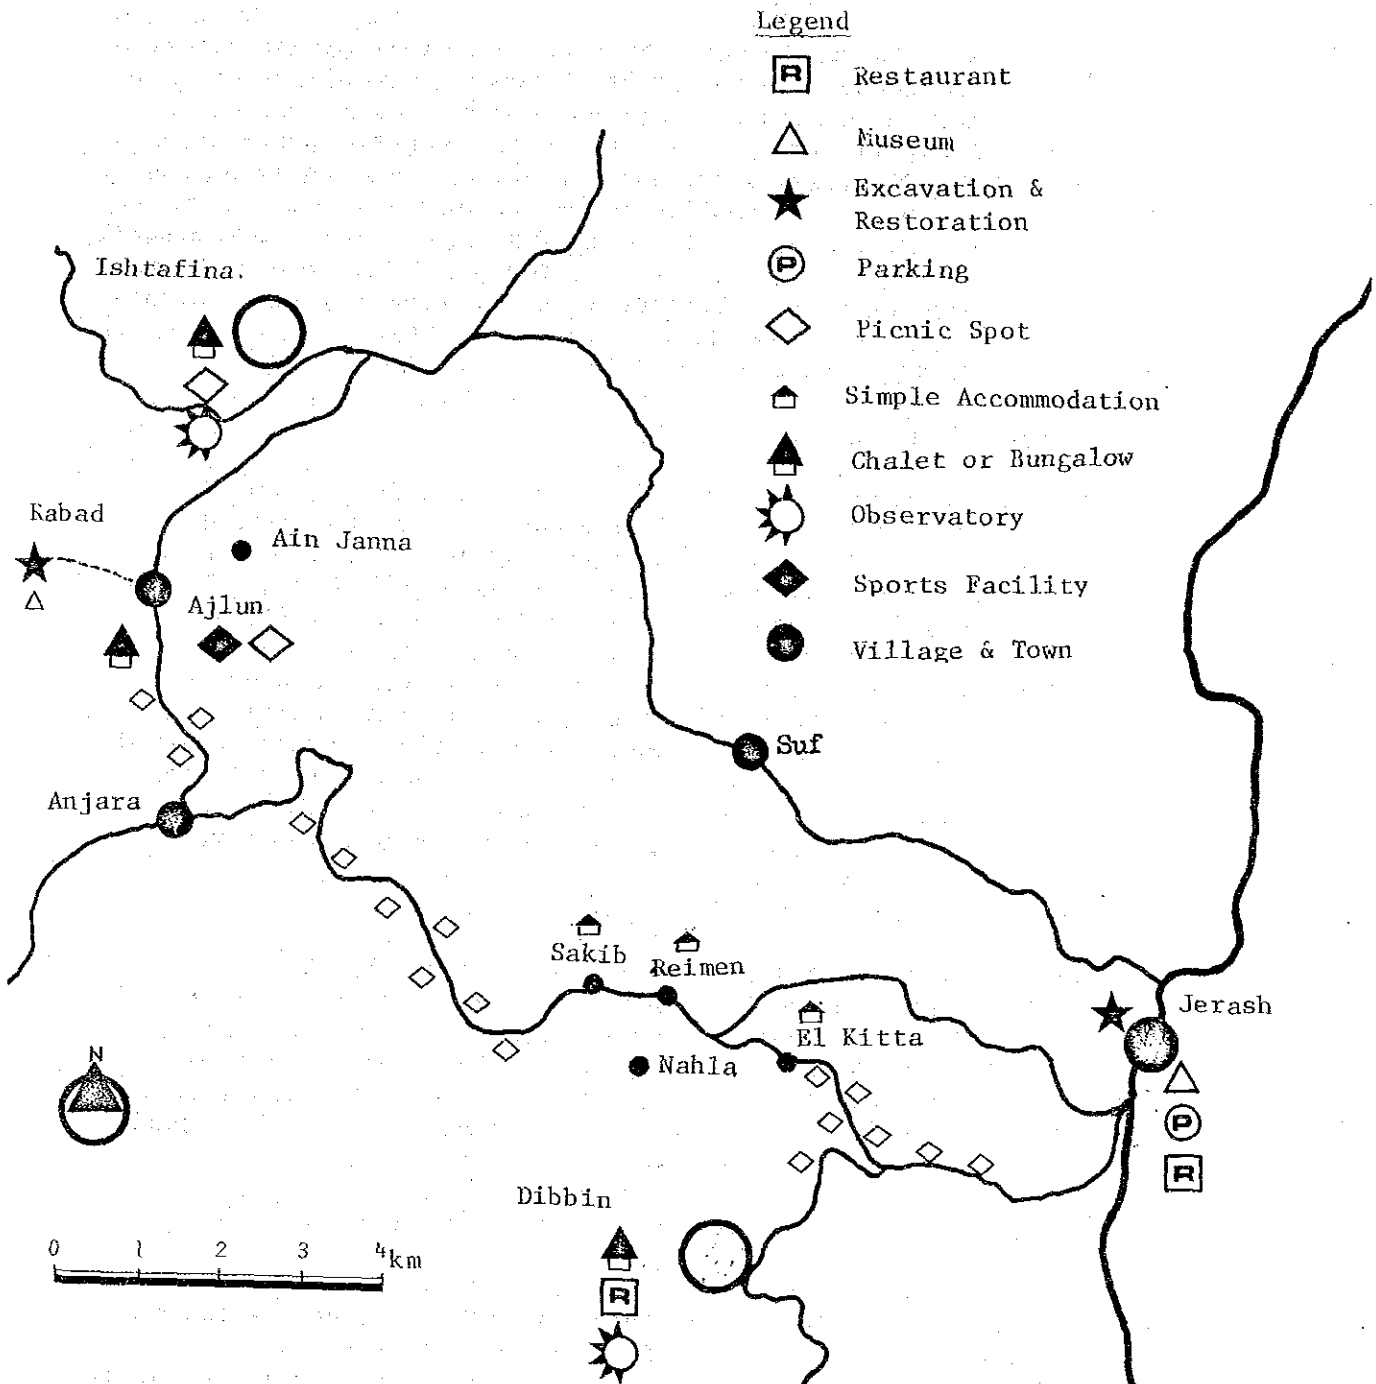 Legend
R Restaurant
Museum
Excavation &
Restoration
P Parking
Picnic Spot
Simple Accommodation
Chalet or Bungalow
Observatory
Sports Facility
Village & Town
Ishtafina.
Rabad
Ain Janna
Ajlun
Suf
Anjara
Sakib
Reimen
Jerash
El Kitta
Nahla
N
P
R
Dibbin
R
0 1 2 3 4km